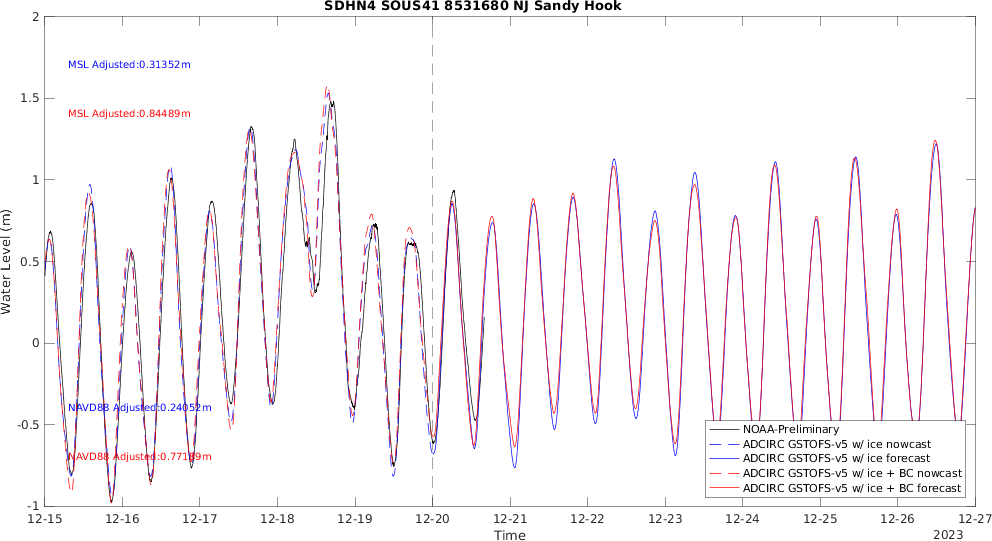 SDHN4 SOUS41 8531680 NJ Sandy Hook
2
MSL Adjusted:0.31352m
1.5
MSL Adjusted:0.84489m
1
Water Level (m)
0.5
0
NAVD88 Adjusted:0.24052m
-0.5
NAVD88 Adjusted:0.77189m
NOAA-Preliminary
ADCIRC GSTOFS-v5 w/ ice nowcast
ADCIRC GSTOFS-v5 w/ ice forecast
ADCIRC GSTOFS-v5 w/ ice + BC nowcast
ADCIRC GSTOFS-v5 w/ ice + BC forecast
-1
12-15 12-16 12-17 12-18 12-19 12-20 12-21 12-22 12-23 12-24 12-25 12-26 12-27
Time
2023